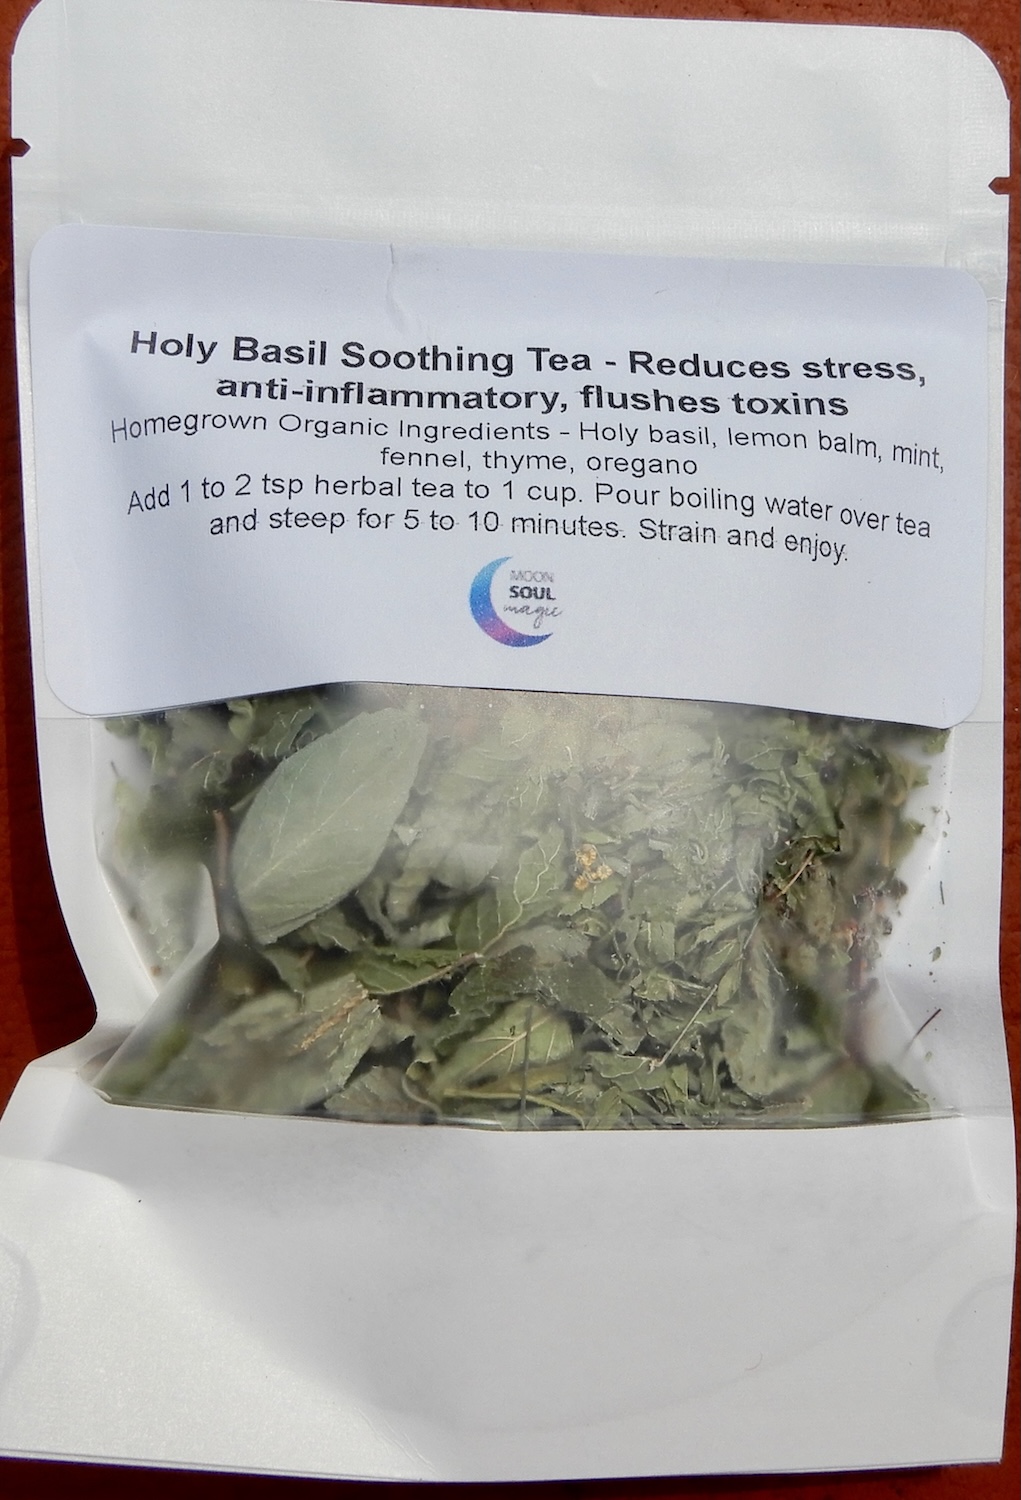 Holy Basil Soothing Tea - Reduces stress,
anti-inflammatory, flushes toxins
Homegrown Organic Ingredients - Holy basil, lemon balm, mint,
fennel, thyme, oregano
Add 1 to 2 tsp herbal tea to 1 cup. Pour boiling water over tea
and steep for 5 to 10 minutes. Strain and enjoy.
MOON
SOUL
magic